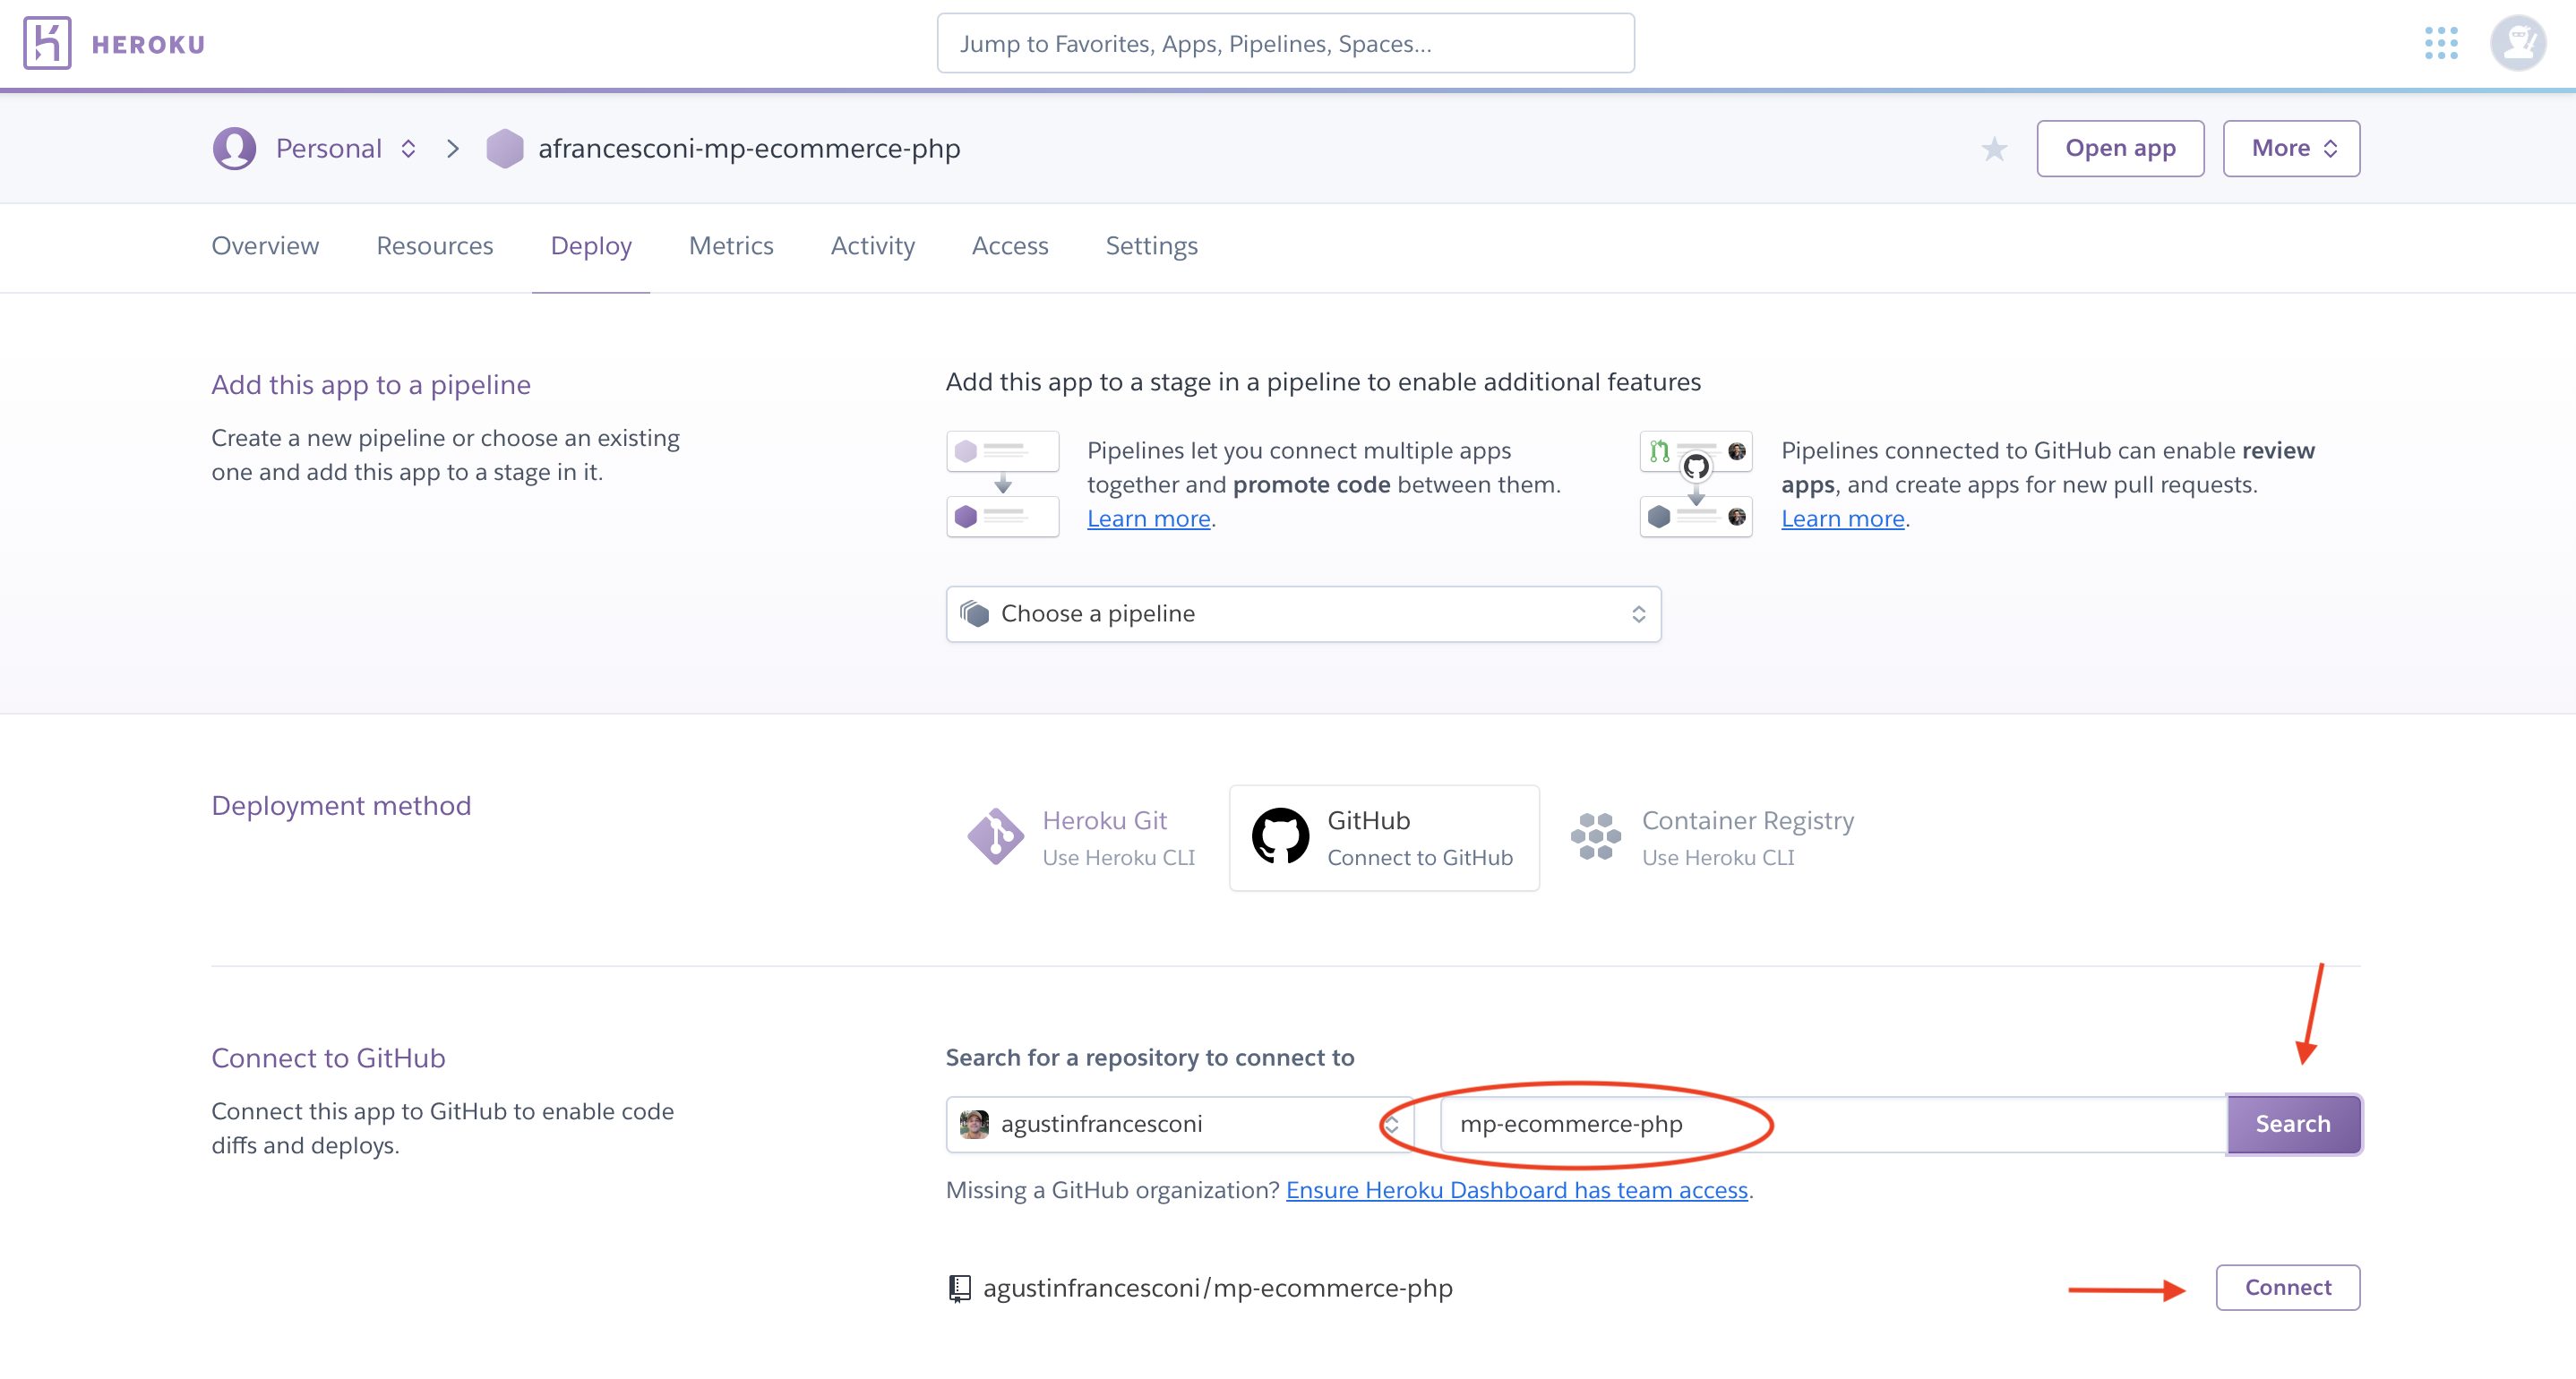 HEROKU
Jump to Favorites, Apps, Pipelines, Spaces...
Personal
afrancesconi-mp-ecommerce-php
Open app
More
Overview
Resources
Deploy
Metrics
Activity
Access
Settings
Add this app to a pipeline
Create a new pipeline or choose an existing
one and add this app to a stage in it.
Add this app to a stage in a pipeline to enable additional features
Pipelines let you connect multiple apps
together and promote code between them.
Learn more.
Pipelines connected to GitHub can enable review
apps, and create apps for new pull requests.
Learn more.
Choose a pipeline
Deployment method
Heroku Git
Use Heroku CLI
GitHub
Connect to GitHub
Container Registry
Use Heroku CLI
Connect to GitHub
Connect this app to GitHub to enable code
diffs and deploys.
Search for a repository to connect to
agustinfrancesconi
mp-ecommerce-php
Search
Missing a GitHub organization? Ensure Heroku Dashboard has team access.
agustinfrancesconi/mp-ecommerce-php
Connect